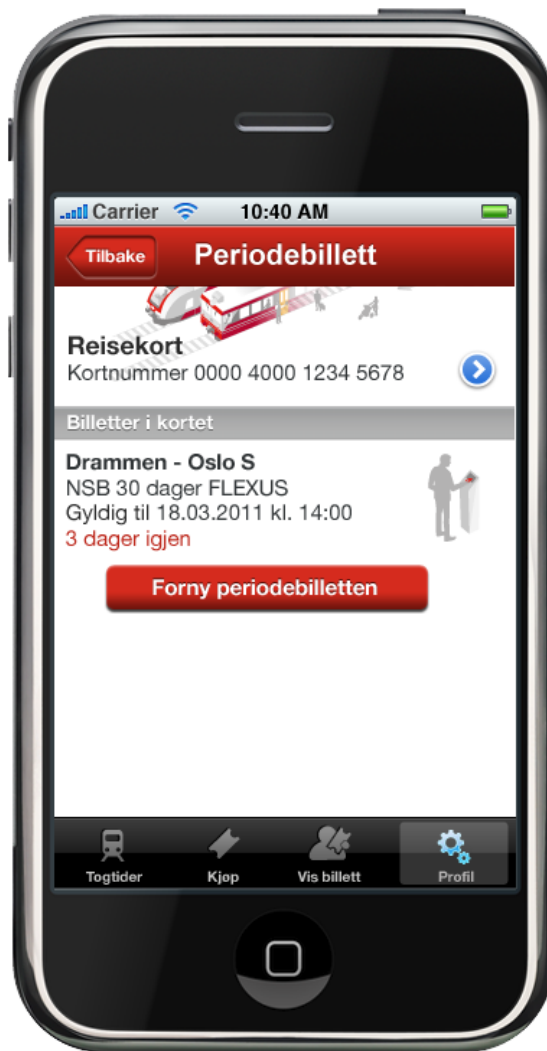 Carrier 10:40 AM
Tilbake Periodebillett
Reisekort
Kortnummer 0000 4000 1234 5678
Billetter i kortet
Drammen - Oslo S
NSB 30 dager FLEXUS
Gyldig til 18.03.2011 kl. 14:00
3 dager igjen
Forny periodebilletten
Togtider Kjøp Vis billett Profil